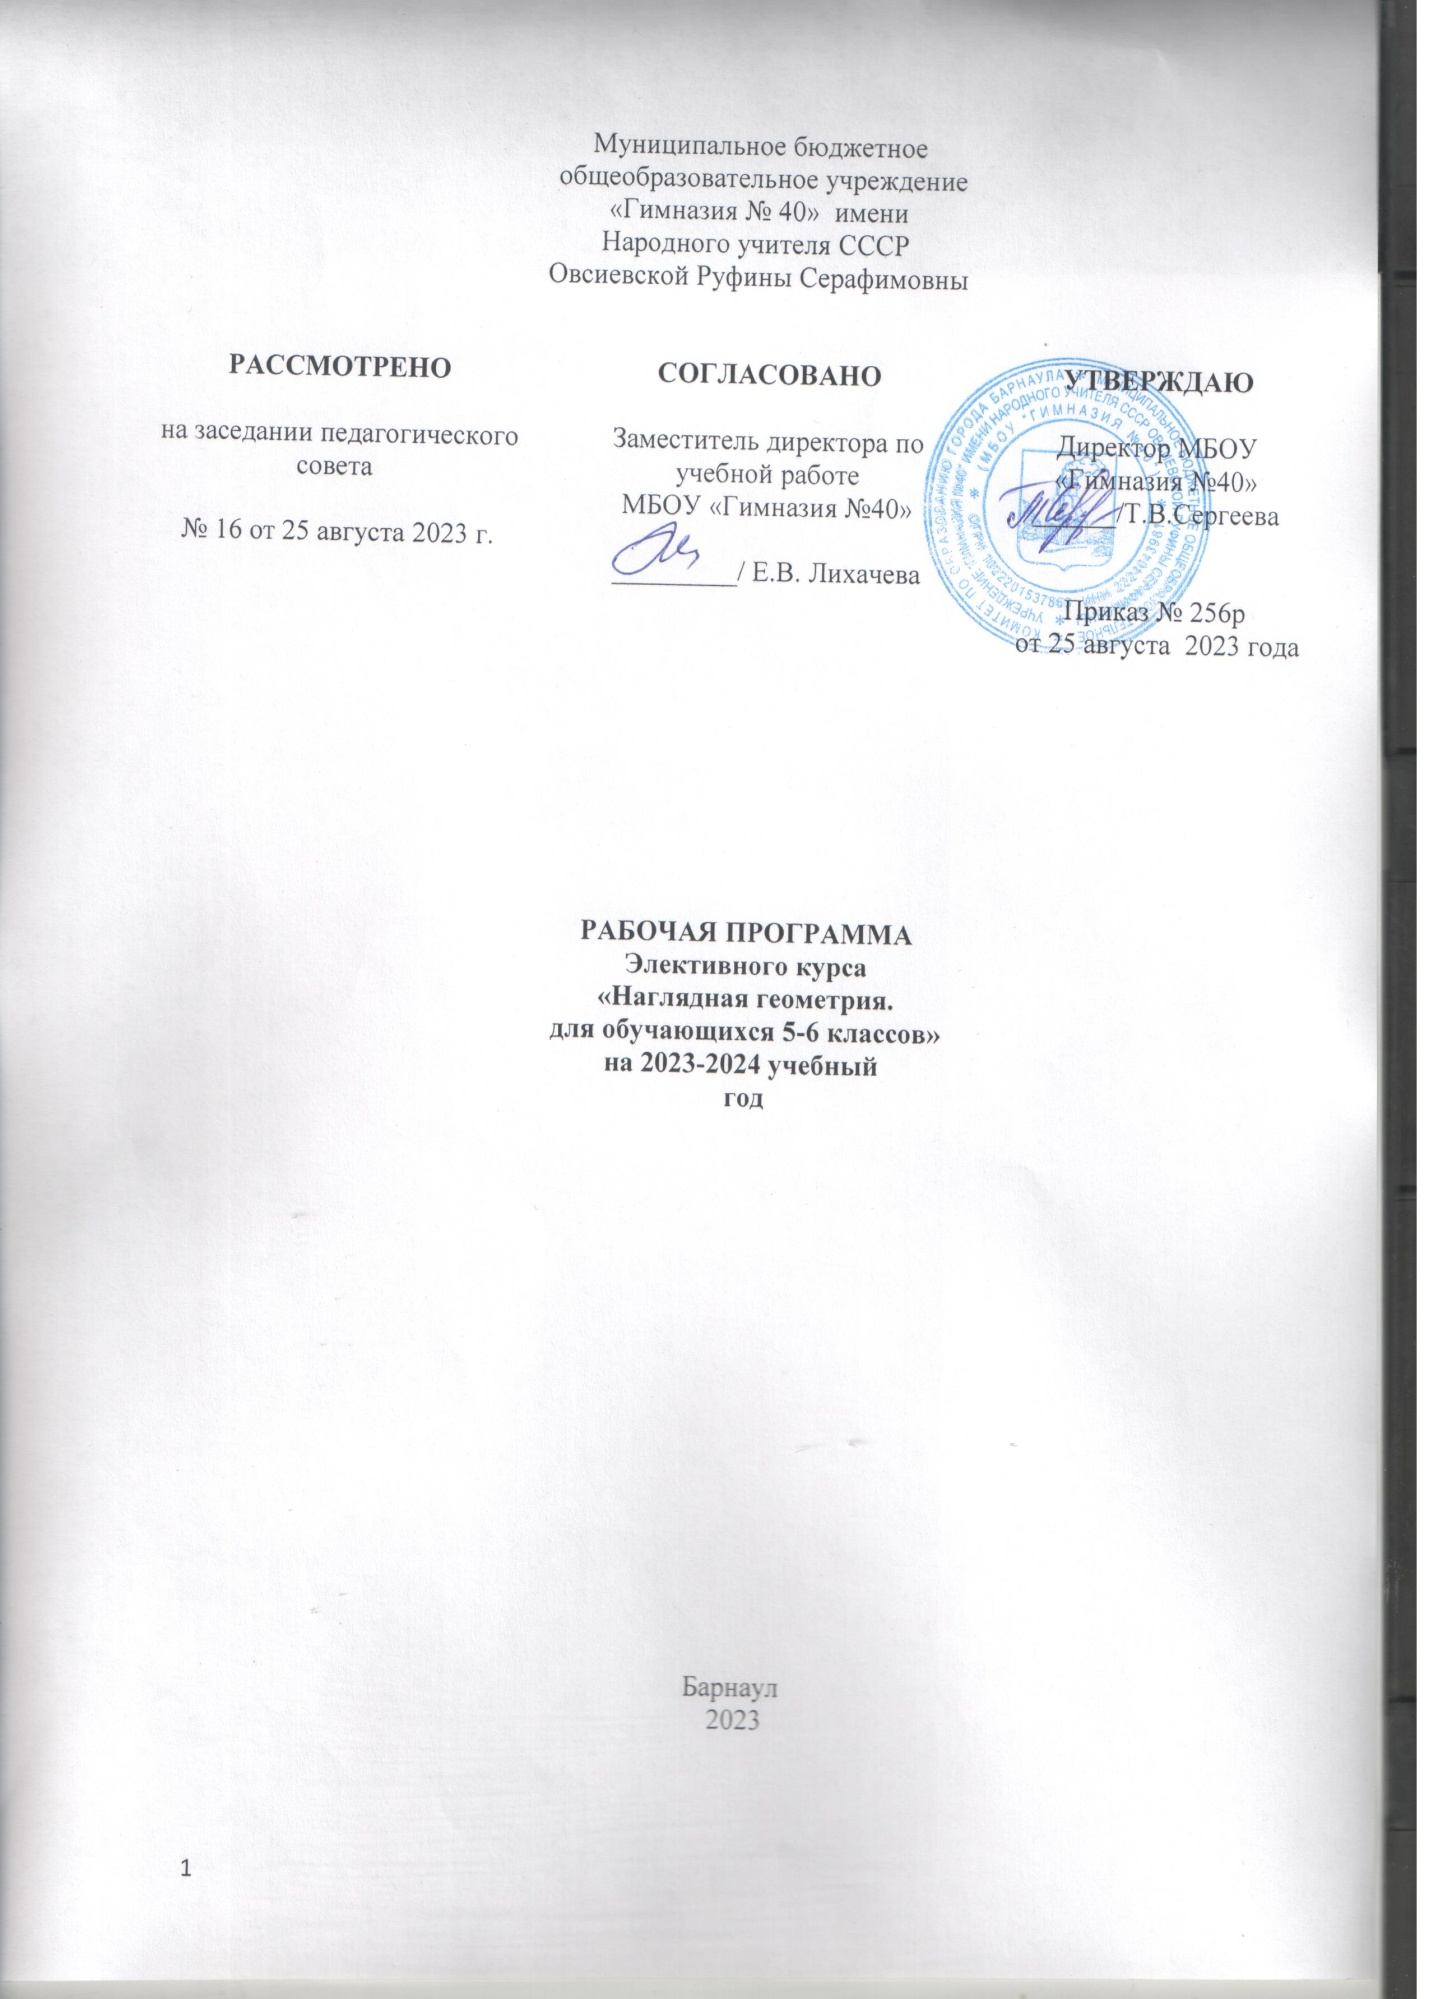 Муниципальное бюджетное
общеобразовательное учреждение
«Гимназия № 40» имени
Народного учителя СССР
Овсиевской Руфины Серафимовны
РАССМОТРЕНО
на заседании педагогического
совета
№ 16 от 25 августа 2023 г.
СОГЛАСОВАНО
Заместитель директора по
учебной работе
МБОУ «Гимназия №40»
_________/ Е.В. Лихачева
УТВЕРЖДАЮ
Директор МБОУ
«Гимназия №40»
/Т.В.Сергеева
Приказ № 256р
от 25 августа 2023 года
РАБОЧАЯ ПРОГРАММА
Элективного курса
«Наглядная геометрия.
для обучающихся 5-6 классов»
на 2023-2024 учебный
год
Барнаул
2023
1